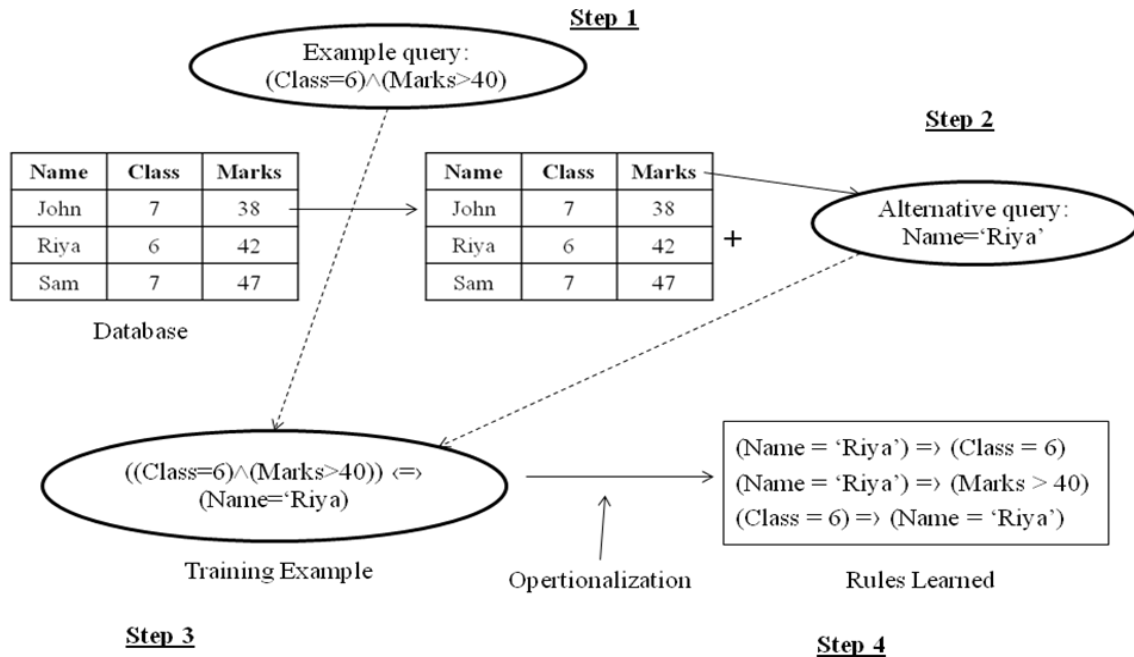 Step 1
Example query:
(Class=6)∧(Marks>40)
Step 2
Name Class Marks
John 7 38
Riya 6 42
Sam 7 47
Database
Name Class Marks
John 7 38
Riya 6 42
Sam 7 47
+
Alternative query:
Name=‘Riya’
((Class=6)∧(Marks>40)) <=>
(Name=‘Riya)
Training Example
Opertionalization
(Name = ‘Riya’) => (Class = 6)
(Name = ‘Riya’) => (Marks > 40)
(Class = 6) => (Name = ‘Riya’)
Rules Learned
Step 3
Step 4